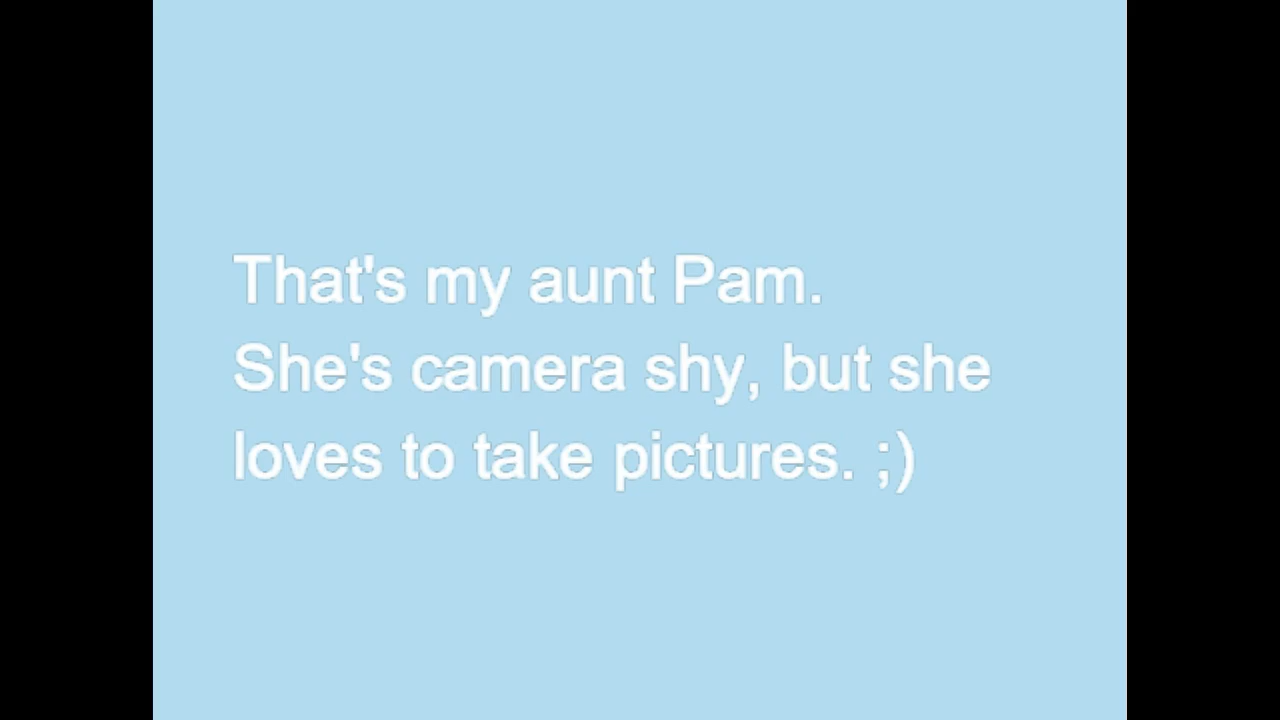 That's my aunt Pam.
She's camera shy, but she
loves to take pictures. ;)